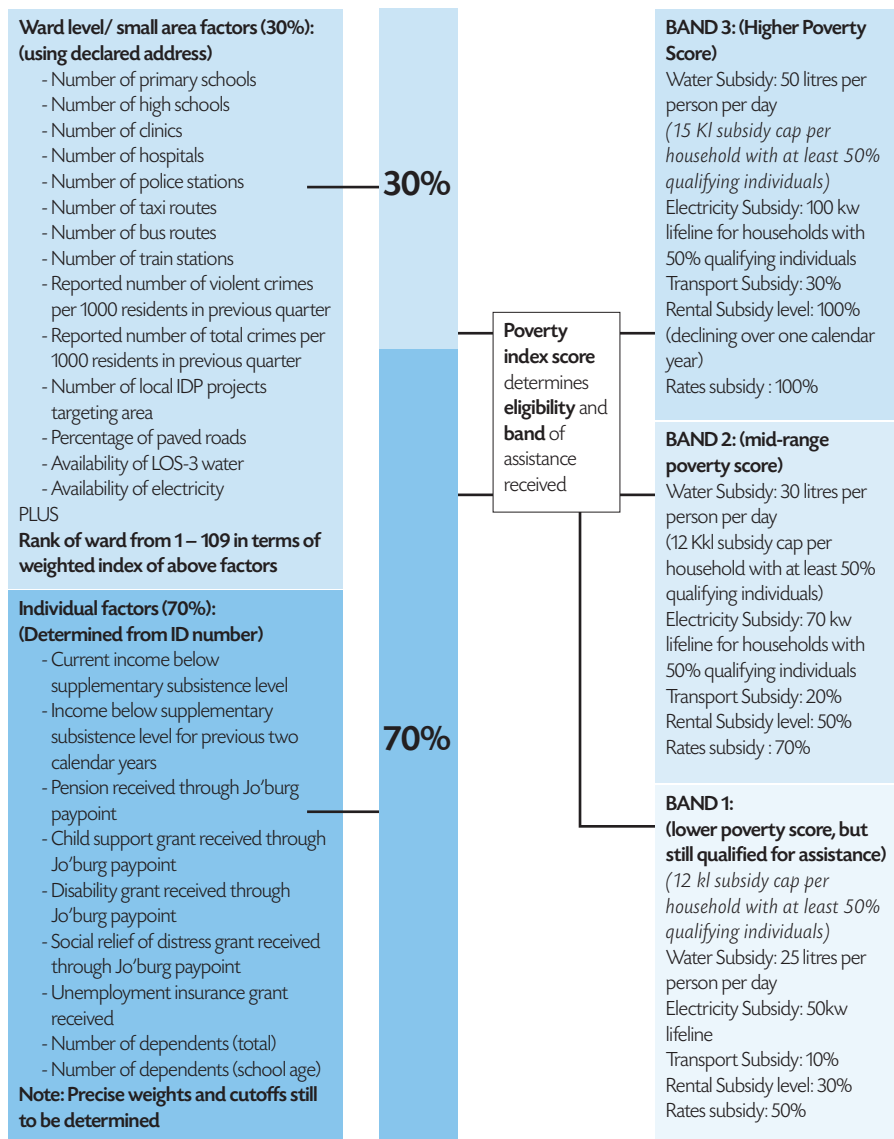 Ward level/ small area factors (30%):
(using declared address)
- Number of primary schools
- Number of high schools
- Number of clinics
- Number of hospitals
- Number of police stations
- Number of taxi routes
- Number of bus routes
- Number of train stations
- Reported number of violent crimes
per 1000 residents in previous quarter
- Reported number of total crimes per
1000 residents in previous quarter
- Number of local IDP projects
targeting area
- Percentage of paved roads
- Availability of LOS-3 water
- Availability of electricity
PLUS
Rank of ward from 1 – 109 in terms of
weighted index of above factors
Individual factors (70%):
(Determined from ID number)
- Current income below
supplementary subsistence level
- Income below supplementary
subsistence level for previous two
calendar years
- Pension received through Jo'burg
paypoint
- Child support grant received through
Jo'burg paypoint
- Disability grant received through
Jo'burg paypoint
- Social relief of distress grant received
through Jo'burg paypoint
- Unemployment insurance grant
received
- Number of dependents (total)
- Number of dependents (school age)
Note: Precise weights and cutoffs still
to be determined
30%
70%
Poverty
index score
determines
eligibility and
band of
assistance
received
BAND 3: (Higher Poverty
Score)
Water Subsidy: 50 litres per
person per day
(15 Kl subsidy cap per
household with at least 50%
qualifying individuals)
Electricity Subsidy: 100 kw
lifeline for households with
50% qualifying individuals
Transport Subsidy: 30%
Rental Subsidy level: 100%
(declining over one calendar
year)
Rates subsidy : 100%
BAND 2: (mid-range
poverty score)
Water Subsidy: 30 litres per
person per day
(12 Kkl subsidy cap per
household with at least 50%
qualifying individuals)
Electricity Subsidy: 70 kw
lifeline for households with
50% qualifying individuals
Transport Subsidy: 20%
Rental Subsidy level: 50%
Rates subsidy : 70%
BAND 1:
(lower poverty score, but
still qualified for assistance)
(12 kl subsidy cap per
household with at least 50%
qualifying individuals)
Water Subsidy: 25 litres per
person per day
Electricity Subsidy: 50kw
lifeline
Transport Subsidy: 10%
Rental Subsidy level: 30%
Rates subsidy: 50%